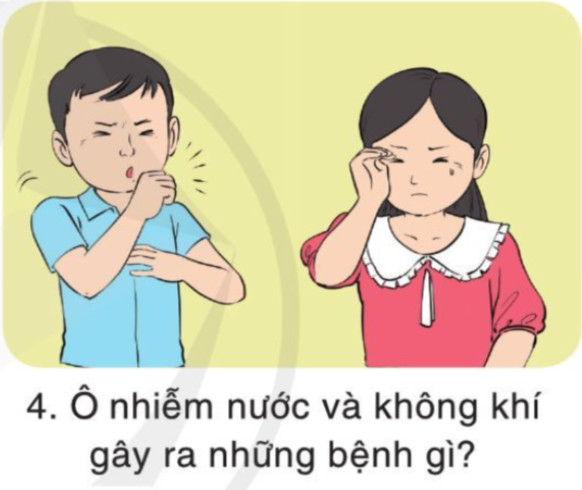 4. Ô nhiễm nước và không khí
gây ra những bệnh gì?